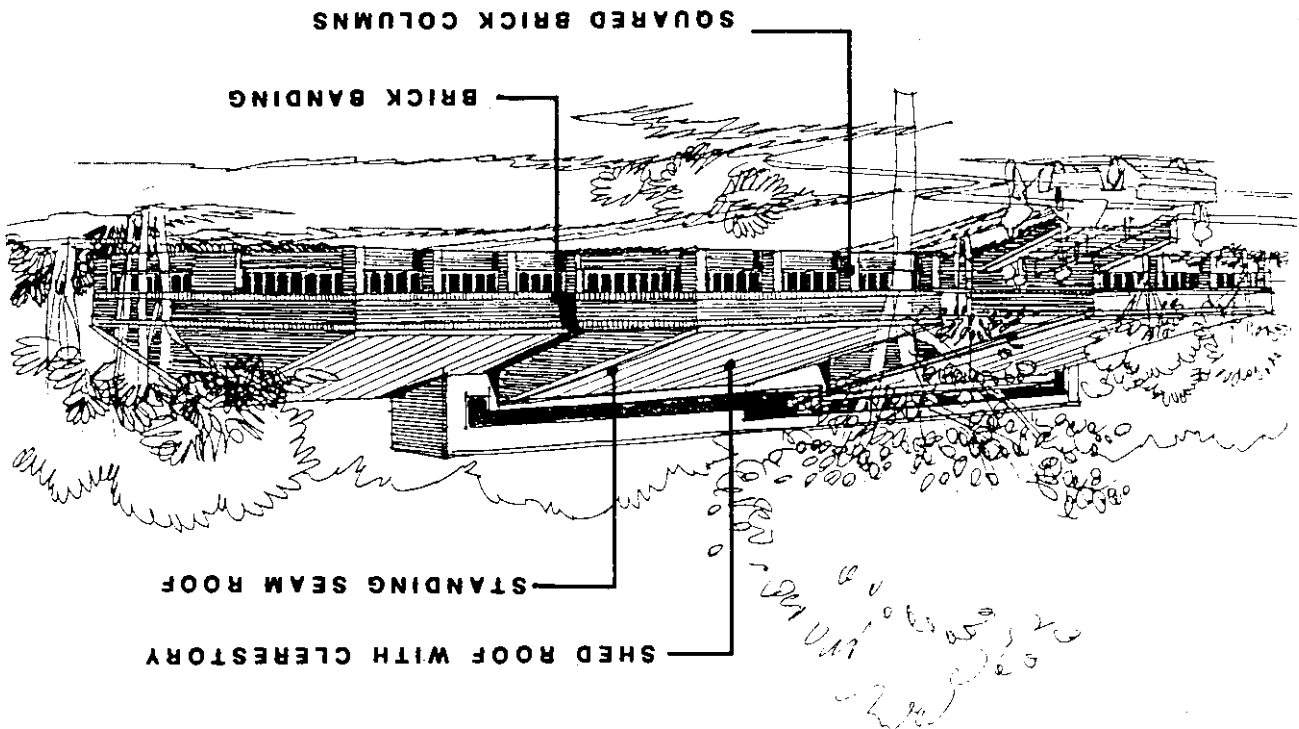 SHED ROOF WITH CLERESTORY
STANDING SEAM ROOF
BRICK BANDING
SQUARED BRICK COLUMNS